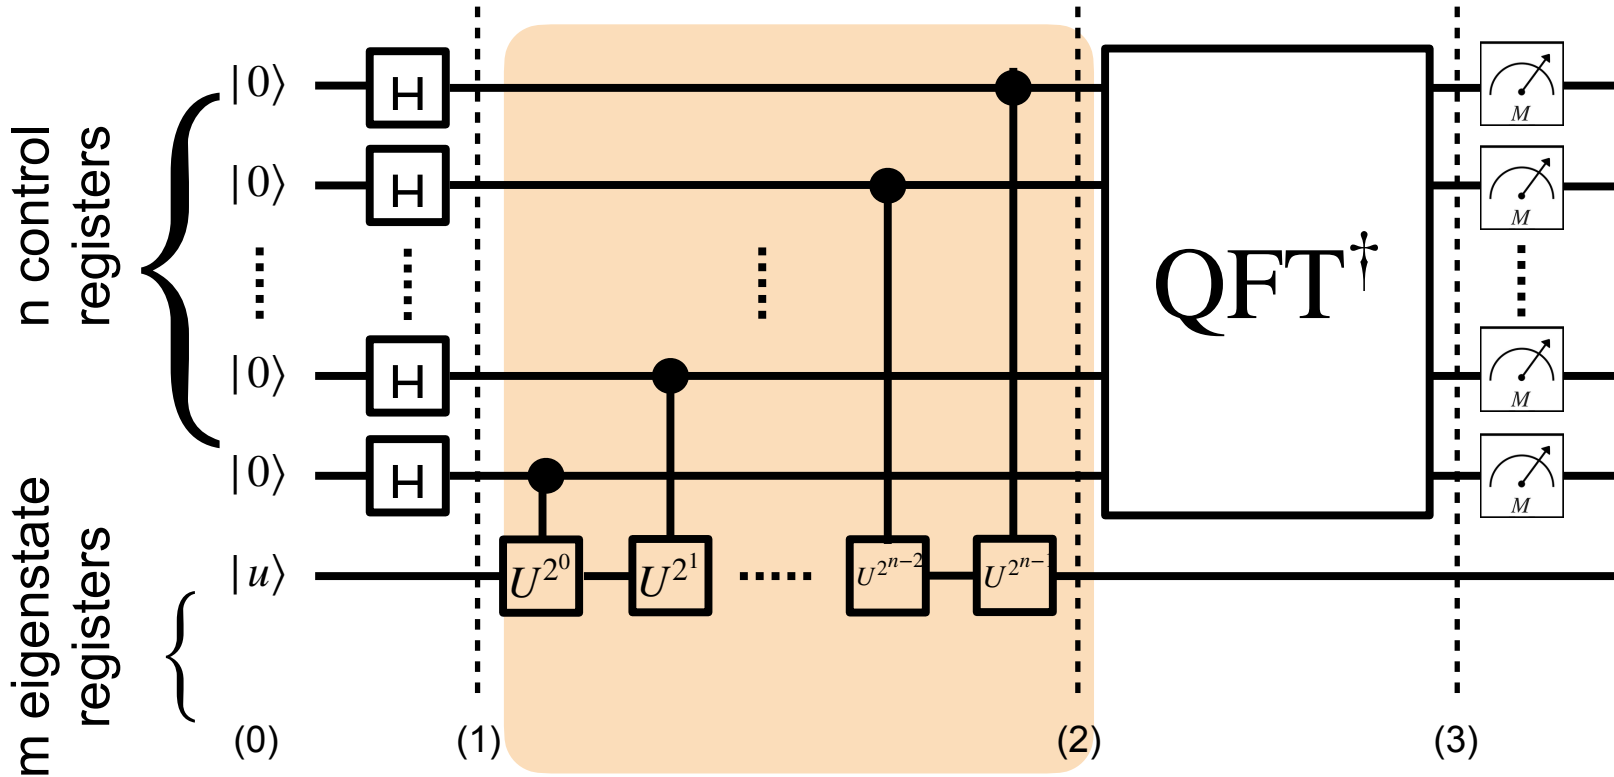 n control
registers
|0⟩ H M
|0⟩ H M
|0⟩ H M
|0⟩ H M
QFT†
m eigenstate
registers
|u⟩ U^{2^0} U^{2^1} U^{2^{n-2}} U^{2^{n-1}}
(0) (1) (2) (3)